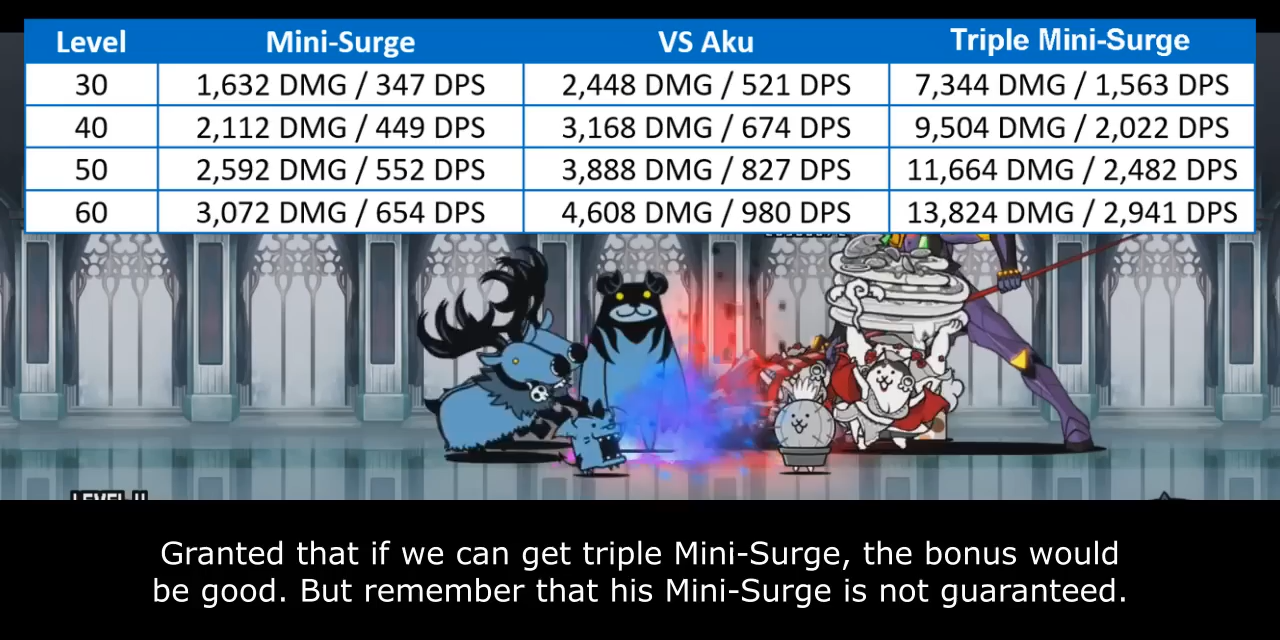 Level Mini-Surge VS Aku Triple Mini-Surge
30 1,632 DMG / 347 DPS 2,448 DMG / 521 DPS 7,344 DMG / 1,563 DPS
40 2,112 DMG / 449 DPS 3,168 DMG / 674 DPS 9,504 DMG / 2,022 DPS
50 2,592 DMG / 552 DPS 3,888 DMG / 827 DPS 11,664 DMG / 2,482 DPS
60 3,072 DMG / 654 DPS 4,608 DMG / 980 DPS 13,824 DMG / 2,941 DPS
Granted that if we can get triple Mini-Surge, the bonus would
be good. But remember that his Mini-Surge is not guaranteed.